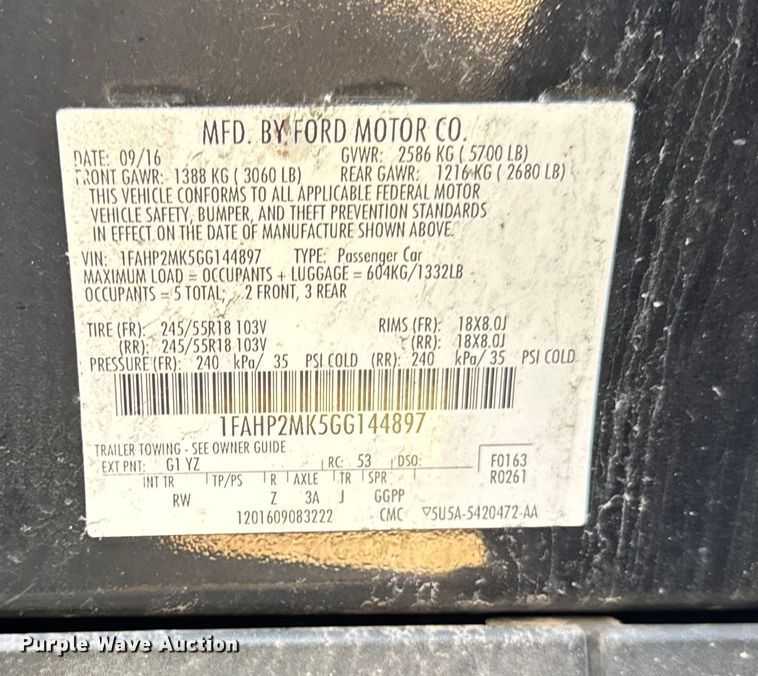 MFD. BY FORD MOTOR CO.
DATE: 09/16 GVWR: 2586 KG ( 5700 LB)
FRONT GAWR: 1388 KG ( 3060 LB) REAR GAWR: 1216 KG ( 2680 LB)
THIS VEHICLE CONFORMS TO ALL APPLICABLE FEDERAL MOTOR
VEHICLE SAFETY, BUMPER, AND THEFT PREVENTION STANDARDS
IN EFFECT ON THE DATE OF MANUFACTURE SHOWN ABOVE.
VIN: 1FAHP2MK5GG144897 TYPE: Passenger Car
MAXIMUM LOAD = OCCUPANTS + LUGGAGE = 604KG/1332LB
OCCUPANTS = 5 TOTAL; 2 FRONT, 3 REAR
TIRE (FR): 245/55R18 103V RIMS (FR): 18X8.0J
(RR): 245/55R18 103V (RR): 18X8.0J
PRESSURE (FR): 240 kPa/ 35 PSI COLD (RR): 240 kPa/ 35 PSI COLD
1FAHP2MK5GG144897
TRAILER TOWING - SEE OWNER GUIDE
EXT PNT: G1 YZ RC: 53 DSO: F0163
R0261
INT TR TP/PS R AXLE TR SPR
RW Z 3A J GGPP
1201609083222 CMC ▽5U5A-5420472-AA
Purple Wave Auction